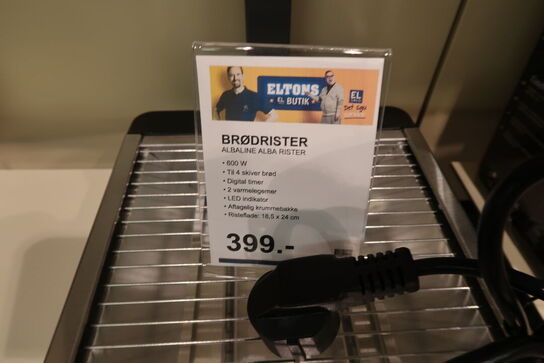 ELTONS
EL BUTIK
EL
BRØDRISTER
ALBALINE ALBA RISTER
• 600 W
• Til 4 skiver brød
• Digital timer
• 2 varmelegemer
• LED indikator
• Aftagelig krummebakke
• Risteflade: 18,5 x 24 cm
399.-